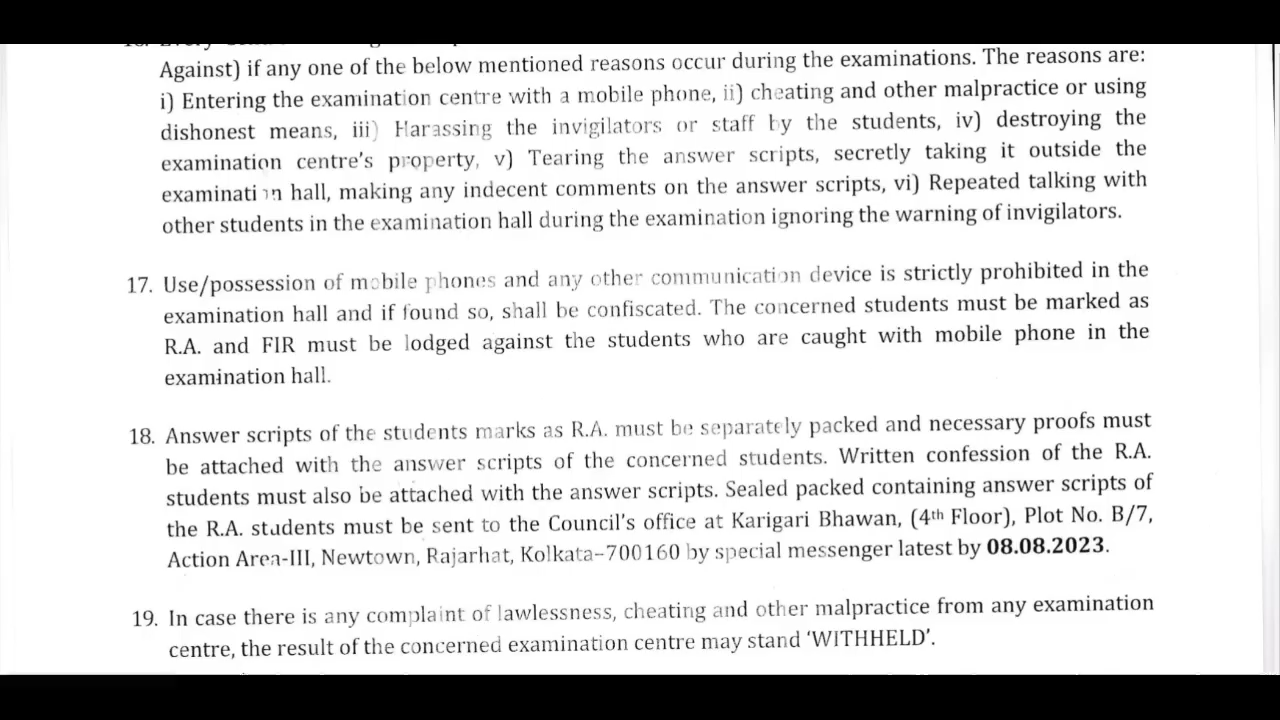 Against) if any one of the below mentioned reasons occur during the examinations. The reasons are:
i) Entering the examination centre with a mobile phone, ii) cheating and other malpractice or using
dishonest means, iii) Harassing the invigilators or staff by the students, iv) destroying the
examination centre's property, v) Tearing the answer scripts, secretly taking it outside the
examination hall, making any indecent comments on the answer scripts, vi) Repeated talking with
other students in the examination hall during the examination ignoring the warning of invigilators.
17. Use/possession of mobile phones and any other communication device is strictly prohibited in the
examination hall and if found so, shall be confiscated. The concerned students must be marked as
R.A. and FIR must be lodged against the students who are caught with mobile phone in the
examination hall.
18. Answer scripts of the students marks as R.A. must be separately packed and necessary proofs must
be attached with the answer scripts of the concerned students. Written confession of the R.A.
students must also be attached with the answer scripts. Sealed packed containing answer scripts of
the R.A. students must be sent to the Council's office at Karigari Bhawan, (4th Floor), Plot No. B/7,
Action Area-III, Newtown, Rajarhat, Kolkata–700160 by special messenger latest by 08.08.2023.
19. In case there is any complaint of lawlessness, cheating and other malpractice from any examination
centre, the result of the concerned examination centre may stand 'WITHHELD'.